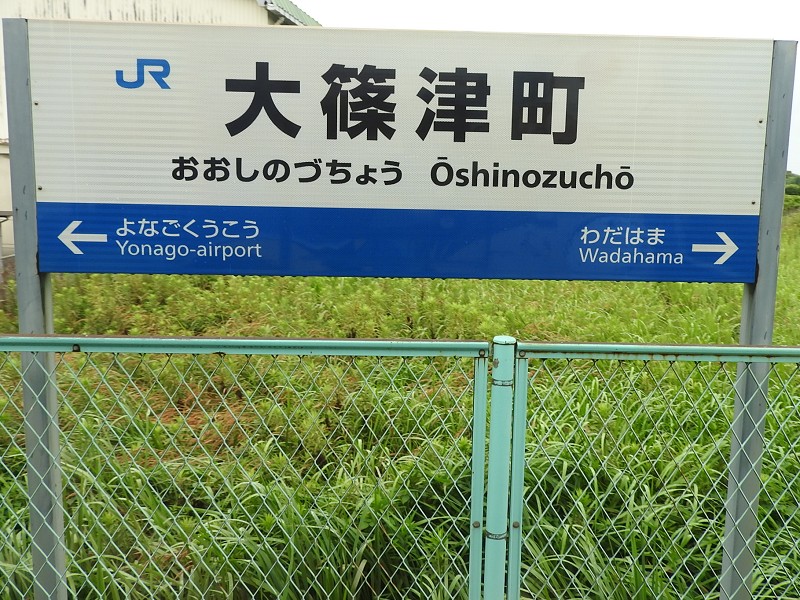 JR 大篠津町
おおしのづちょう Ōshinozuchō
← よなごくうこう
Yonago-airport
わだはま →
Wadahama